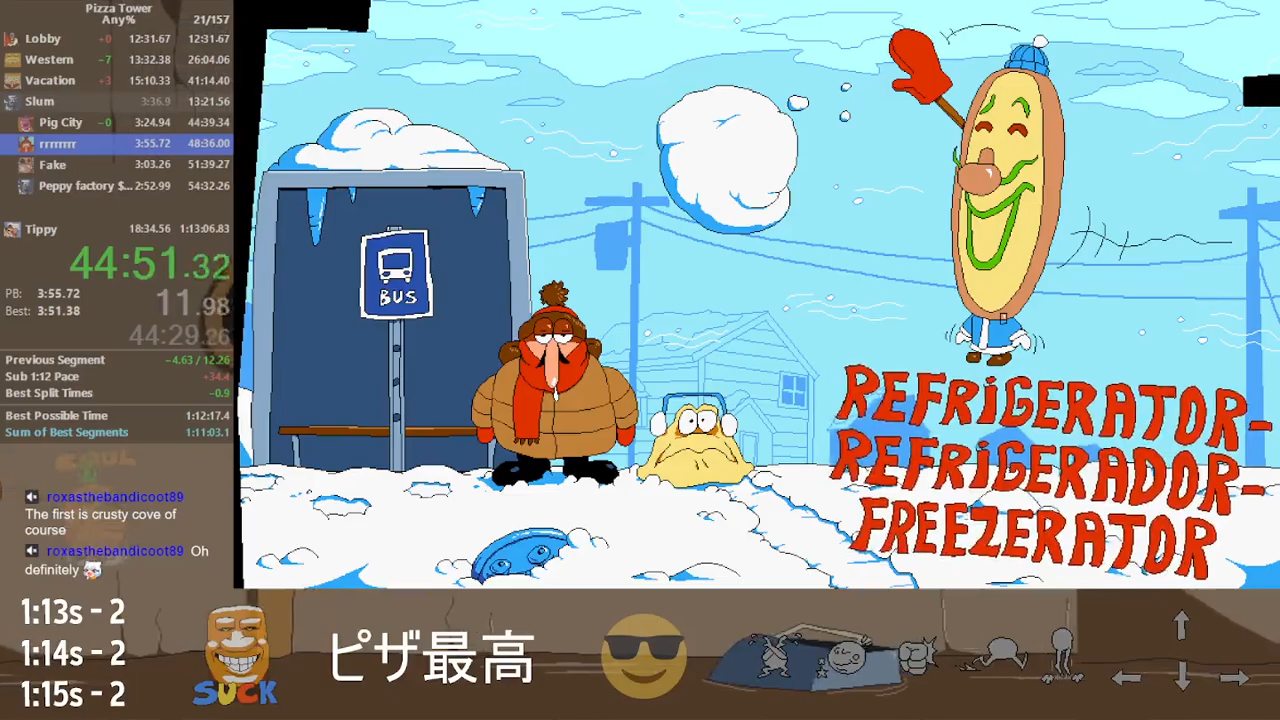 Pizza Tower
Any% 21/157
Lobby +0 12:31.67 12:31.67
Western -7 13:32.38 26:04.06
Vacation +3 15:10.33 41:14.40
Slum 3:36.9 13:21.56
Pig City -0 3:24.94 44:39.34
rrrrrrrr 3:55.72 48:36.00
Fake 3:03.26 51:39.27
Peppy factory $... 2:52.99 54:32.26
Tippy 18:34.56 1:13:06.83
44:51.32
PB: 3:55.72 11.98
Best: 3:51.38
44:29.26
Previous Segment -4.63 / 12.26
Sub 1:12 Pace +34.4
Best Split Times -0.9
Best Possible Time 1:12:17.4
Sum of Best Segments 1:11:03.1
roxasthebandicoot89
The first is crusty cove of
course
roxasthebandicoot89 Oh
definitely
1:13s - 2
1:14s - 2
1:15s - 2
SUCK
ピザ最高
BUS
REFRiGERATOR-
REFRiGERADOR-
FREEZERATOR